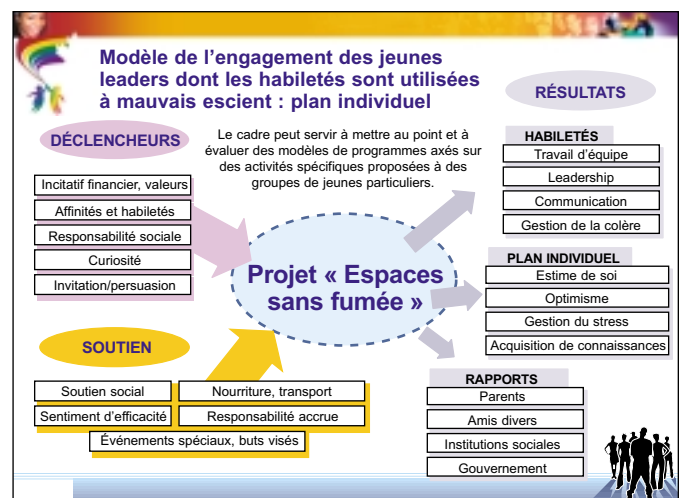 Modèle de l'engagement des jeunes
leaders dont les habiletés sont utilisées
à mauvais escient : plan individuel
DÉCLENCHEURS
Le cadre peut servir à mettre au point et à
évaluer des modèles de programmes axés sur
des activités spécifiques proposées à des
groupes de jeunes particuliers.
Incitatif financier, valeurs
Affinités et habiletés
Responsabilité sociale
Curiosité
Invitation/persuasion
Projet « Espaces
sans fumée »
SOUTIEN
Soutien social
Nourriture, transport
Sentiment d'efficacité
Responsabilité accrue
Événements spéciaux, buts visés
RÉSULTATS
HABILETÉS
Travail d'équipe
Leadership
Communication
Gestion de la colère
PLAN INDIVIDUEL
Estime de soi
Optimisme
Gestion du stress
Acquisition de connaissances
RAPPORTS
Parents
Amis divers
Institutions sociales
Gouvernement